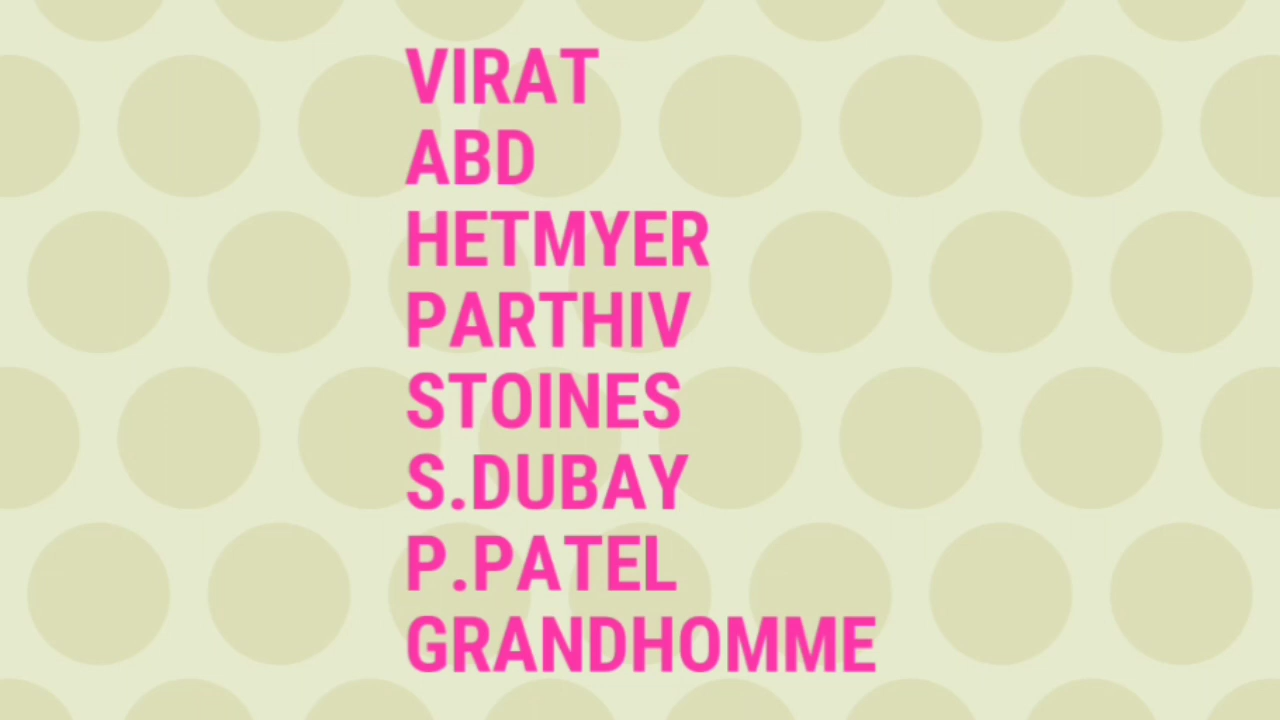 VIRAT
ABD
HETMYER
PARTHIV
STOINES
S.DUBAY
P.PATEL
GRANDHOMME